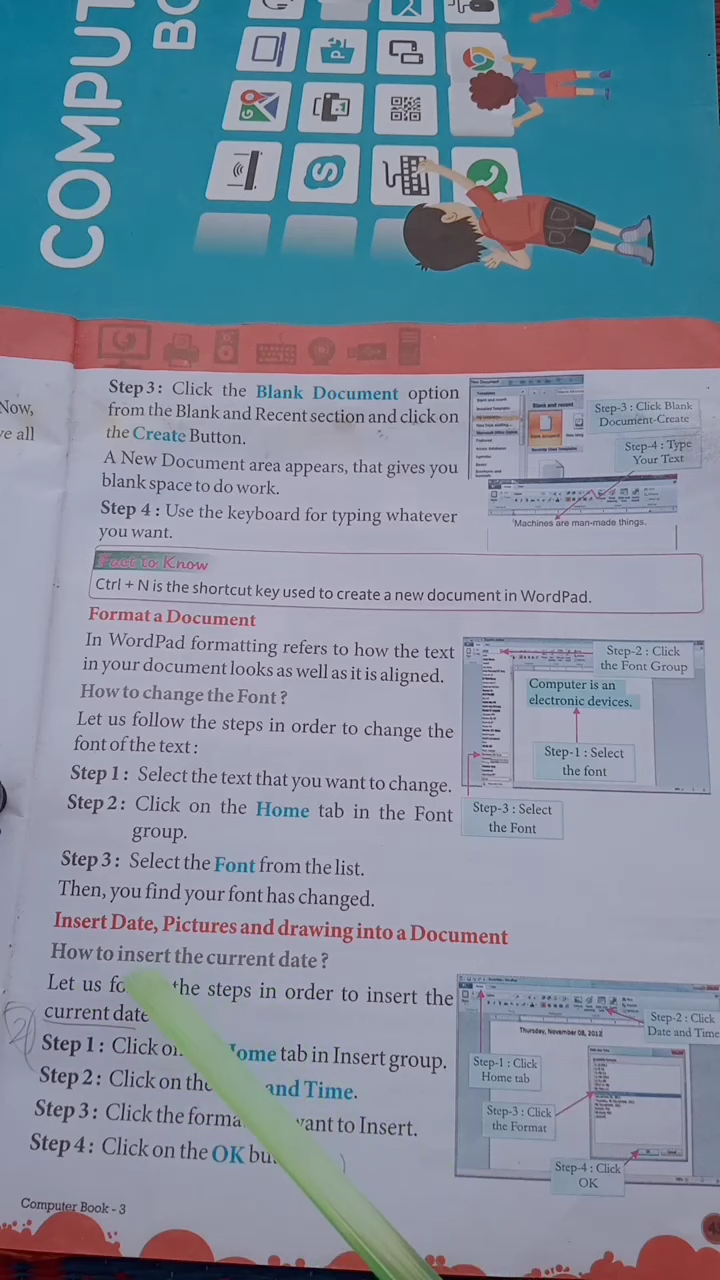 COMPUT
BO
Now,
ve all
Step 3: Click the Blank Document option
from the Blank and Recent section and click on
the Create Button.
A New Document area appears, that gives you
blank space to do work.
Step 4 : Use the keyboard for typing whatever
you want.
Blank and recent
Step-3 : Click Blank
Document-Create
Step-4 : Type
Your Text
Machines are man-made things.
Fact to Know
Ctrl + N is the shortcut key used to create a new document in WordPad.
Format a Document
In WordPad formatting refers to how the text
in your document looks as well as it is aligned.
How to change the Font ?
Let us follow the steps in order to change the
font of the text :
Step 1: Select the text that you want to change.
Step 2: Click on the Home tab in the Font
group.
Step 3: Select the Font from the list.
Then, you find your font has changed.
Step-2 : Click
the Font Group
Computer is an
electronic devices.
Step-1 : Select
the font
Step-3 : Select
the Font
Insert Date, Pictures and drawing into a Document
How to insert the current date ?
Let us fo the steps in order to insert the
current date
Step 1: Click o ome tab in Insert group.
Step 2: Click on the and Time.
Step 3: Click the forma want to Insert.
Step 4: Click on the OK bu
2
Thursday, November 08, 2012
Step-2 : Click
Date and Time
Step-1 : Click
Home tab
Step-3 : Click
the Format
Step-4 : Click
OK
Computer Book - 3